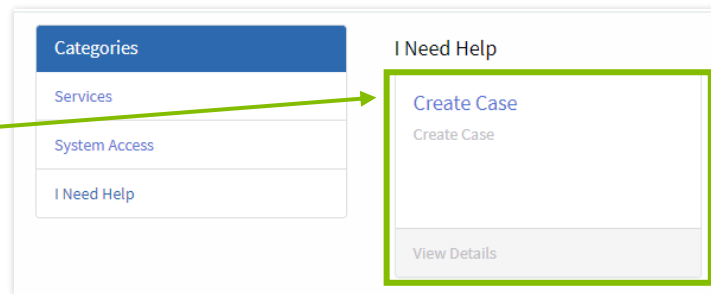 Categories
Services
System Access
I Need Help
I Need Help
Create Case
Create Case
View Details